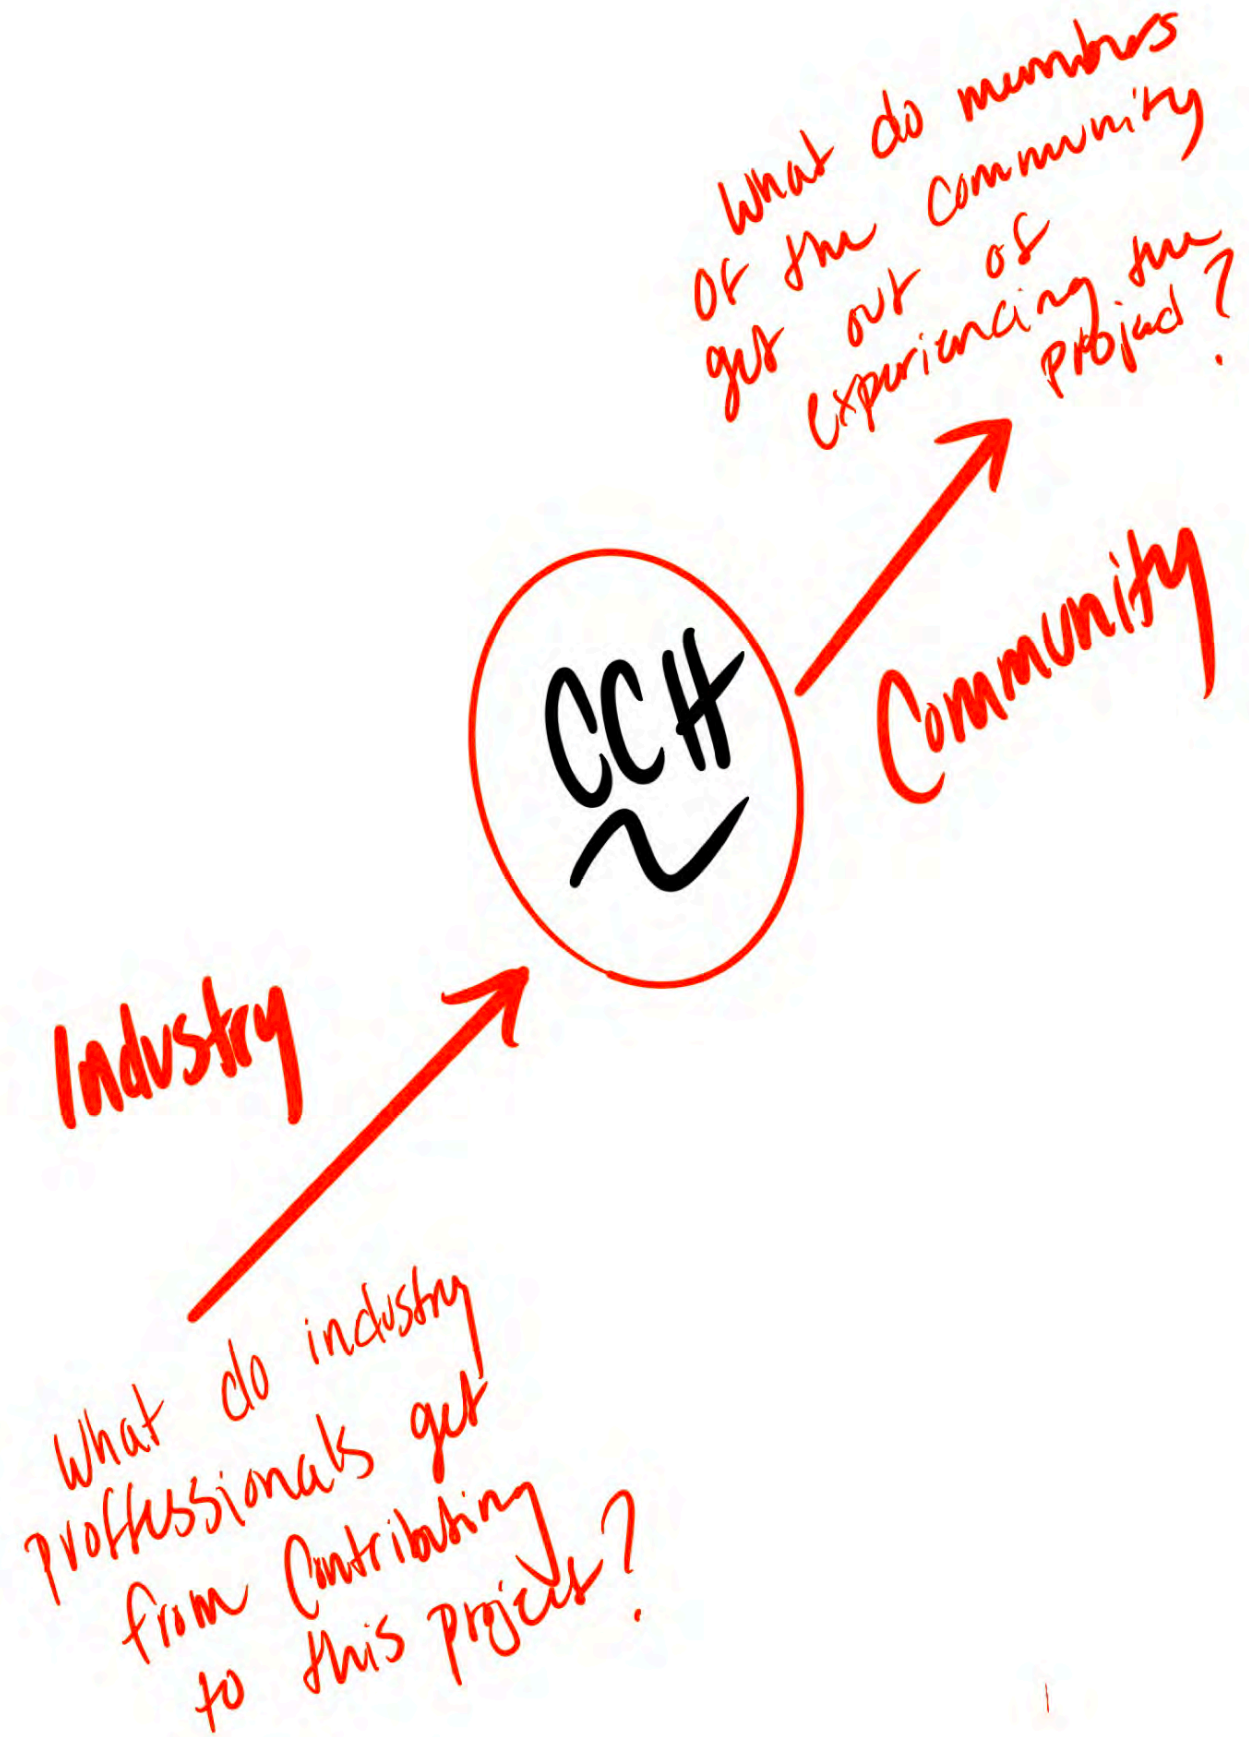 What do members
of the Community
get out of
experiencing the
project?
Community
CCH
Industry
What do industry
proffessionals get
from Contributing
to this project?